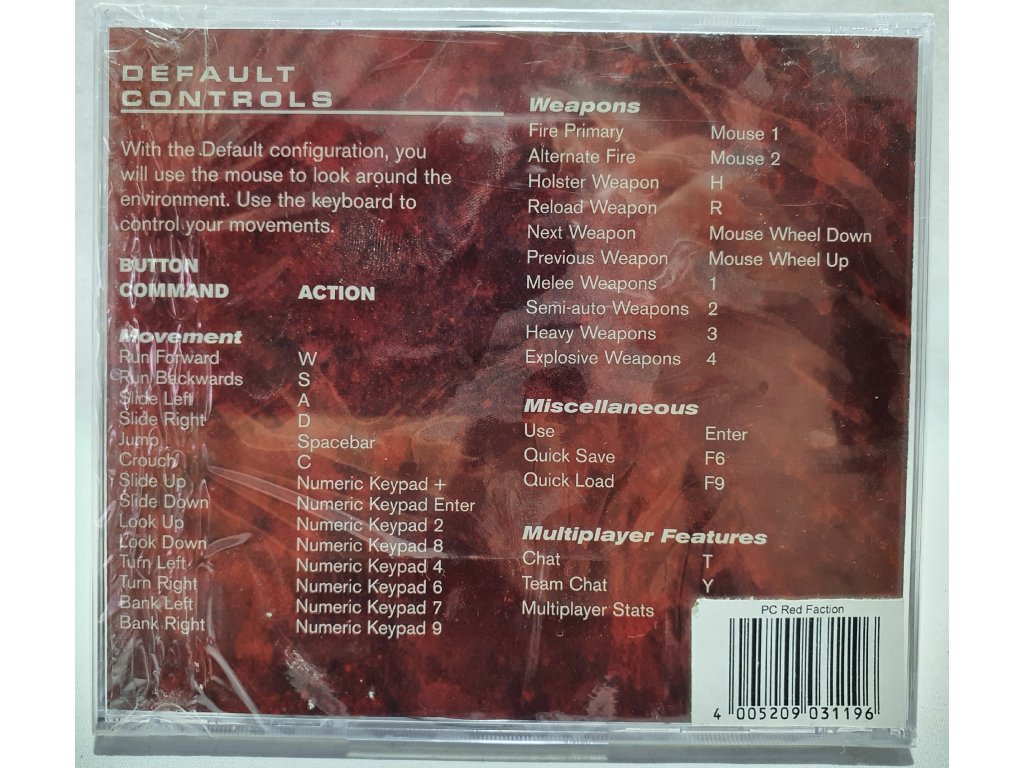 DEFAULT
CONTROLS
With the Default configuration, you
will use the mouse to look around the
environment. Use the keyboard to
control your movements.
BUTTON
COMMAND ACTION
Movement
Run Forward W
Run Backwards S
Slide Left A
Slide Right D
Jump Spacebar
Crouch C
Slide Up Numeric Keypad +
Slide Down Numeric Keypad Enter
Look Up Numeric Keypad 2
Look Down Numeric Keypad 8
Turn Left Numeric Keypad 4
Turn Right Numeric Keypad 6
Bank Left Numeric Keypad 7
Bank Right Numeric Keypad 9
Weapons
Fire Primary Mouse 1
Alternate Fire Mouse 2
Holster Weapon H
Reload Weapon R
Next Weapon Mouse Wheel Down
Previous Weapon Mouse Wheel Up
Melee Weapons 1
Semi-auto Weapons 2
Heavy Weapons 3
Explosive Weapons 4
Miscellaneous
Use Enter
Quick Save F6
Quick Load F9
Multiplayer Features
Chat T
Team Chat Y
Multiplayer Stats
PC Red Faction
4 005209 031196